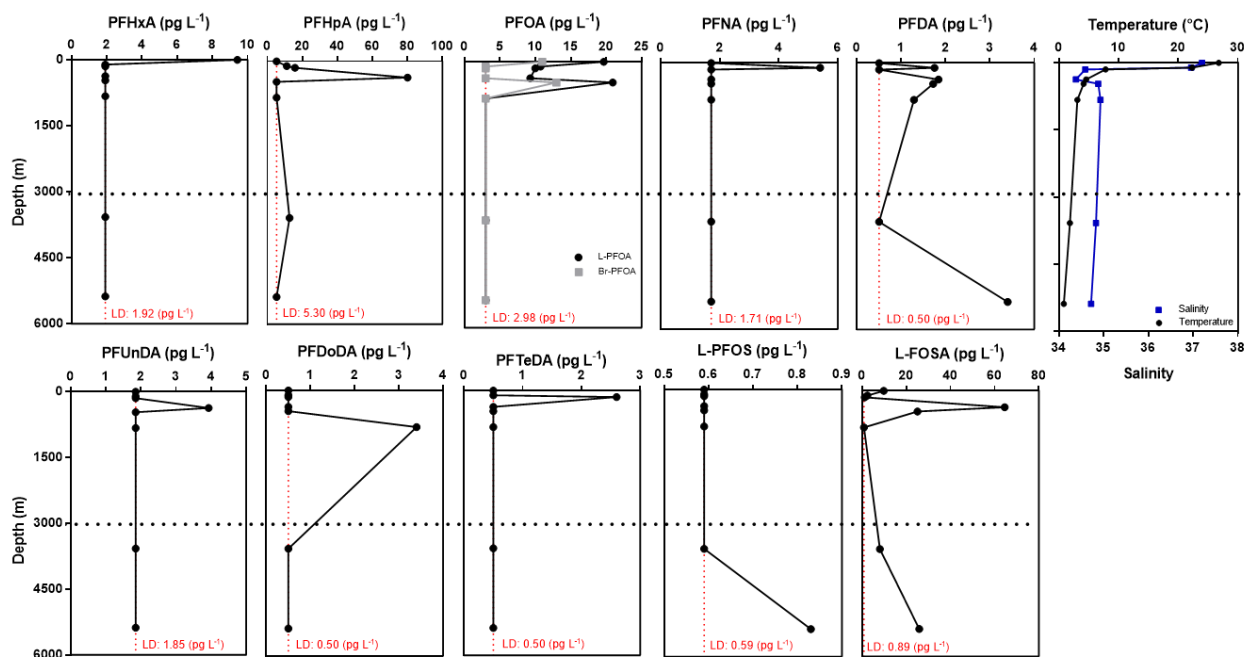 PFHxA (pg L⁻¹) PFHpA (pg L⁻¹) PFOA (pg L⁻¹) PFNA (pg L⁻¹) PFDA (pg L⁻¹) Temperature (°C)
0 2 4 6 8 10 0 20 40 60 80 100 0 5 10 15 20 25 0 2 4 6 0 1 2 3 4 0 10 20 30
0
1500
3000
4500
6000
Depth (m)
L-PFOA
Br-PFOA
LD: 1.92 (pg L⁻¹) LD: 5.30 (pg L⁻¹) LD: 2.98 (pg L⁻¹) LD: 1.71 (pg L⁻¹) LD: 0.50 (pg L⁻¹)
Salinity
Temperature
34 35 36 37 38
Salinity
PFUnDA (pg L⁻¹) PFDoDA (pg L⁻¹) PFTeDA (pg L⁻¹) L-PFOS (pg L⁻¹) L-FOSA (pg L⁻¹)
0 1 2 3 4 5 0 1 2 3 4 0 1 2 3 0.5 0.6 0.7 0.8 0.9 0 20 40 60 80
0
1500
3000
4500
6000
Depth (m)
LD: 1.85 (pg L⁻¹) LD: 0.50 (pg L⁻¹) LD: 0.50 (pg L⁻¹) LD: 0.59 (pg L⁻¹) LD: 0.89 (pg L⁻¹)